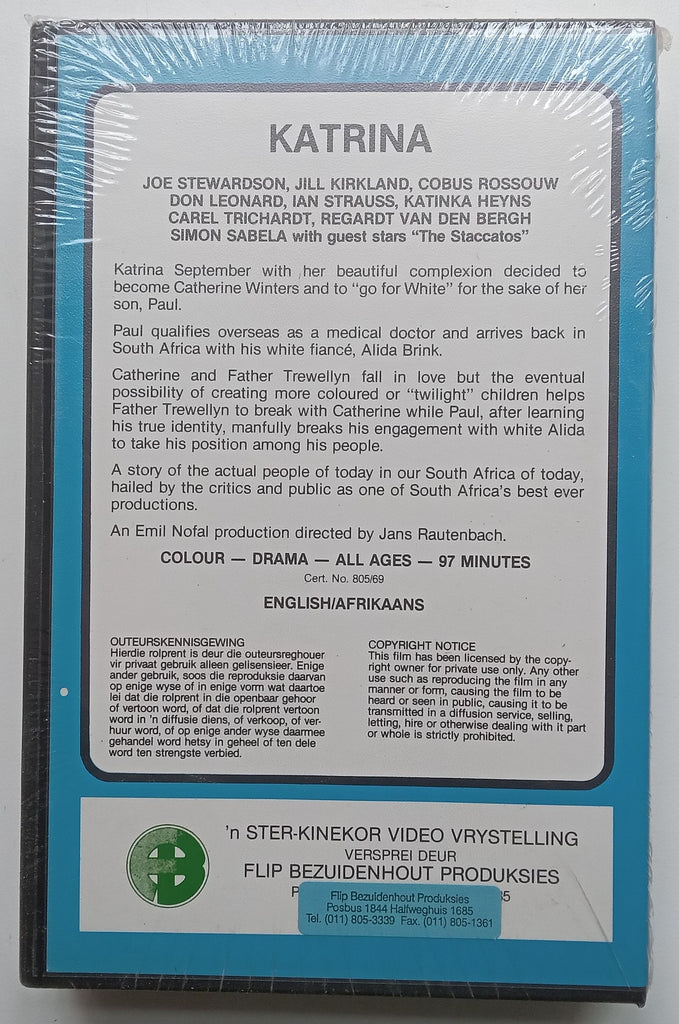 KATRINA
JOE STEWARDSON, JILL KIRKLAND, COBUS ROSSOUW
DON LEONARD, IAN STRAUSS, KATINKA HEYNS
CAREL TRICHARDT, REGARDT VAN DEN BERGH
SIMON SABELA with guest stars "The Staccatos"
Katrina September with her beautiful complexion decided to
become Catherine Winters and to "go for White" for the sake of her
son, Paul.
Paul qualifies overseas as a medical doctor and arrives back in
South Africa with his white fiancé, Alida Brink.
Catherine and Father Trewellyn fall in love but the eventual
possibility of creating more coloured or "twilight" children helps
Father Trewellyn to break with Catherine while Paul, after learning
his true identity, manfully breaks his engagement with white Alida
to take his position among his people.
A story of the actual people of today in our South Africa of today,
hailed by the critics and public as one of South Africa's best ever
productions.
An Emil Nofal production directed by Jans Rautenbach.
COLOUR — DRAMA — ALL AGES — 97 MINUTES
Cert. No. 805/69
ENGLISH/AFRIKAANS
OUTEURSKENNISGEWING
Hierdie rolprent is deur die outeursreghouer
vir privaat gebruik alleen gelisensieer. Enige
ander gebruik, soos die reproduksie daarvan
op enige wyse of in enige vorm wat daartoe
lei dat die rolprent in die openbaar gehoor
of vertoon word, of dat die rolprent vertoon
word in 'n diffusie diens, of verkoop, of ver-
huur word, of op enige ander wyse daarmee
gehandel word hetsy in geheel of ten dele
word ten strengste verbied.
COPYRIGHT NOTICE
This film has been licensed by the copy-
right owner for private use only. Any other
use such as reproducing the film in any
manner or form, causing the film to be
heard or seen in public, causing it to be
transmitted in a diffusion service, selling,
letting, hire or otherwise dealing with it part
or whole is strictly prohibited.
'n STER-KINEKOR VIDEO VRYSTELLING
VERSPREI DEUR
FLIP BEZUIDENHOUT PRODUKSIES
Flip Bezuidenhout Produksies
Posbus 1844 Halfweghuis 1685
Tel. (011) 805-3339 Fax. (011) 805-1361